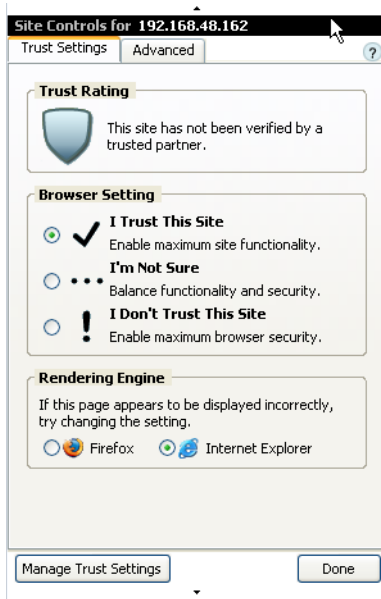 Site Controls for 192.168.48.162
Trust Settings Advanced ?
Trust Rating
This site has not been verified by a
trusted partner.
Browser Setting
I Trust This Site
Enable maximum site functionality.
I'm Not Sure
Balance functionality and security.
I Don't Trust This Site
Enable maximum browser security.
Rendering Engine
If this page appears to be displayed incorrectly,
try changing the setting.
Firefox Internet Explorer
Manage Trust Settings Done